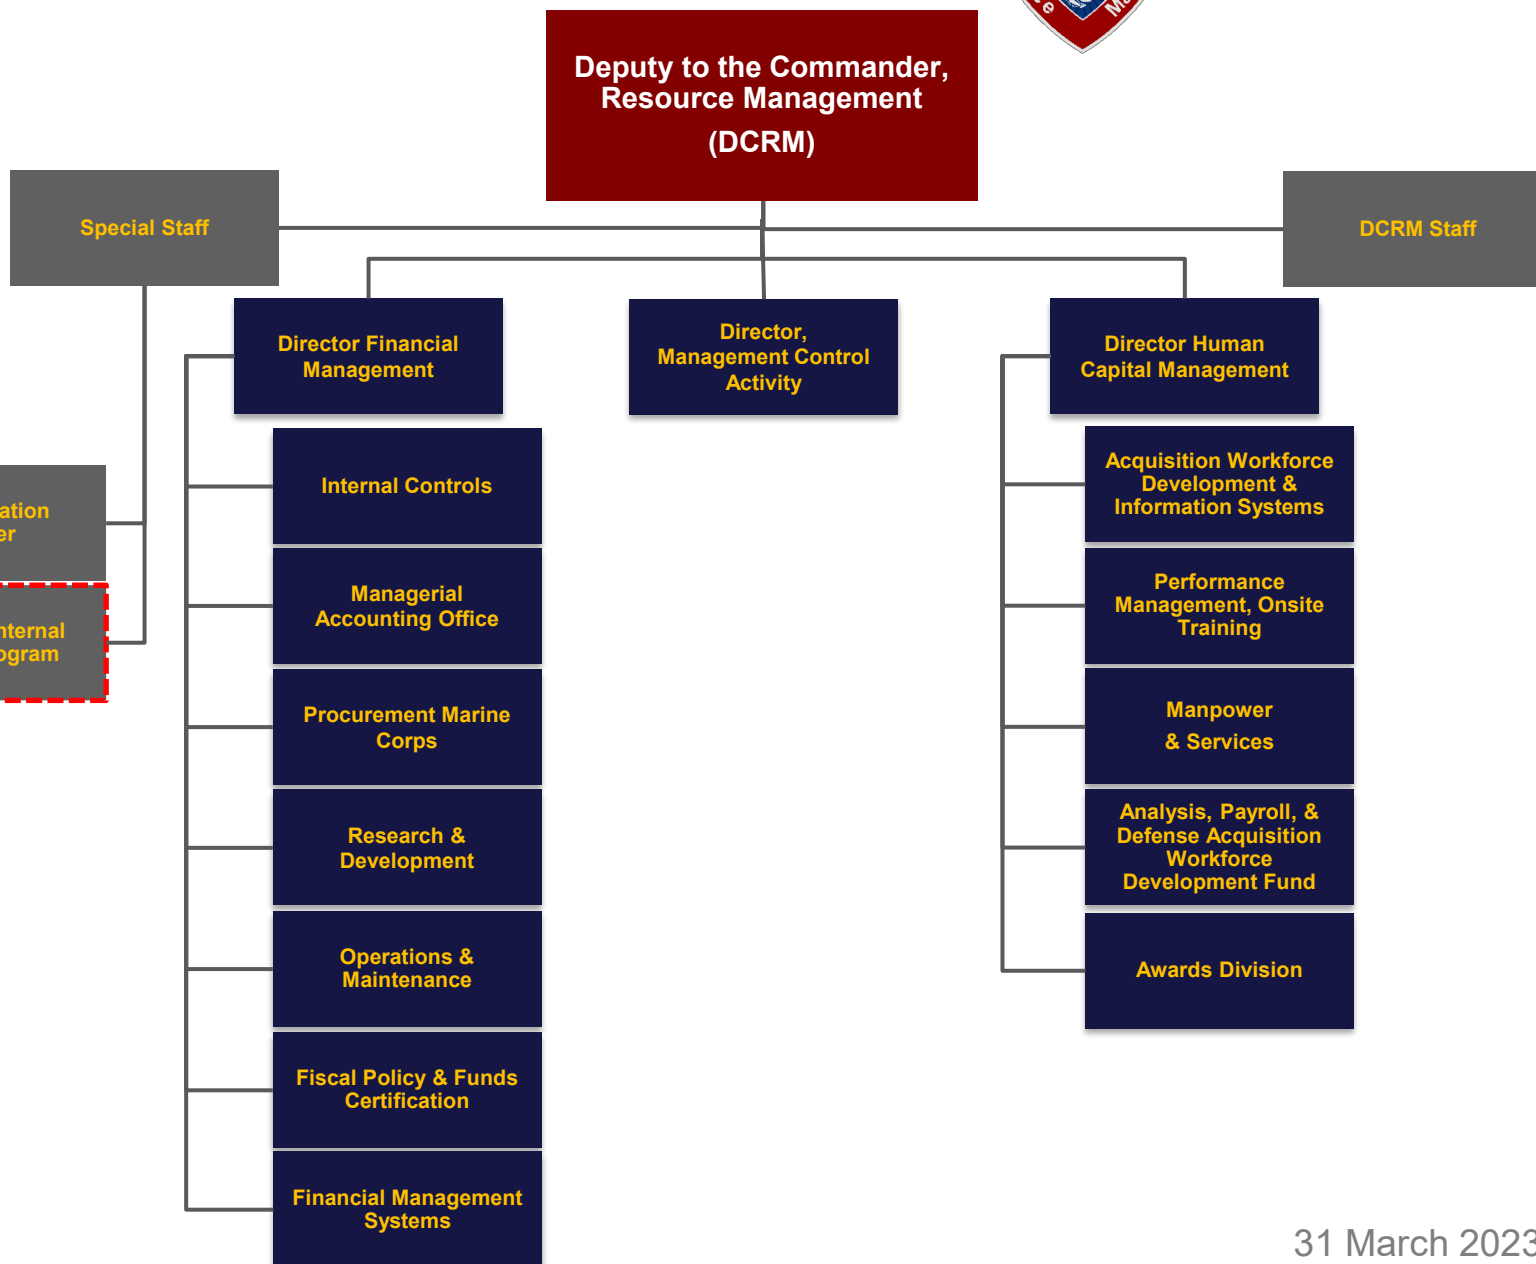 Deputy to the Commander,
Resource Management
(DCRM)
Special Staff
DCRM Staff
Director Financial
Management
Director,
Management Control
Activity
Director Human
Capital Management
Internal Controls
Managerial
Accounting Office
Procurement Marine
Corps
Research &
Development
Operations &
Maintenance
Fiscal Policy & Funds
Certification
Financial Management
Systems
Acquisition Workforce
Development &
Information Systems
Performance
Management, Onsite
Training
Manpower
& Services
Analysis, Payroll, &
Defense Acquisition
Workforce
Development Fund
Awards Division
31 March 2023